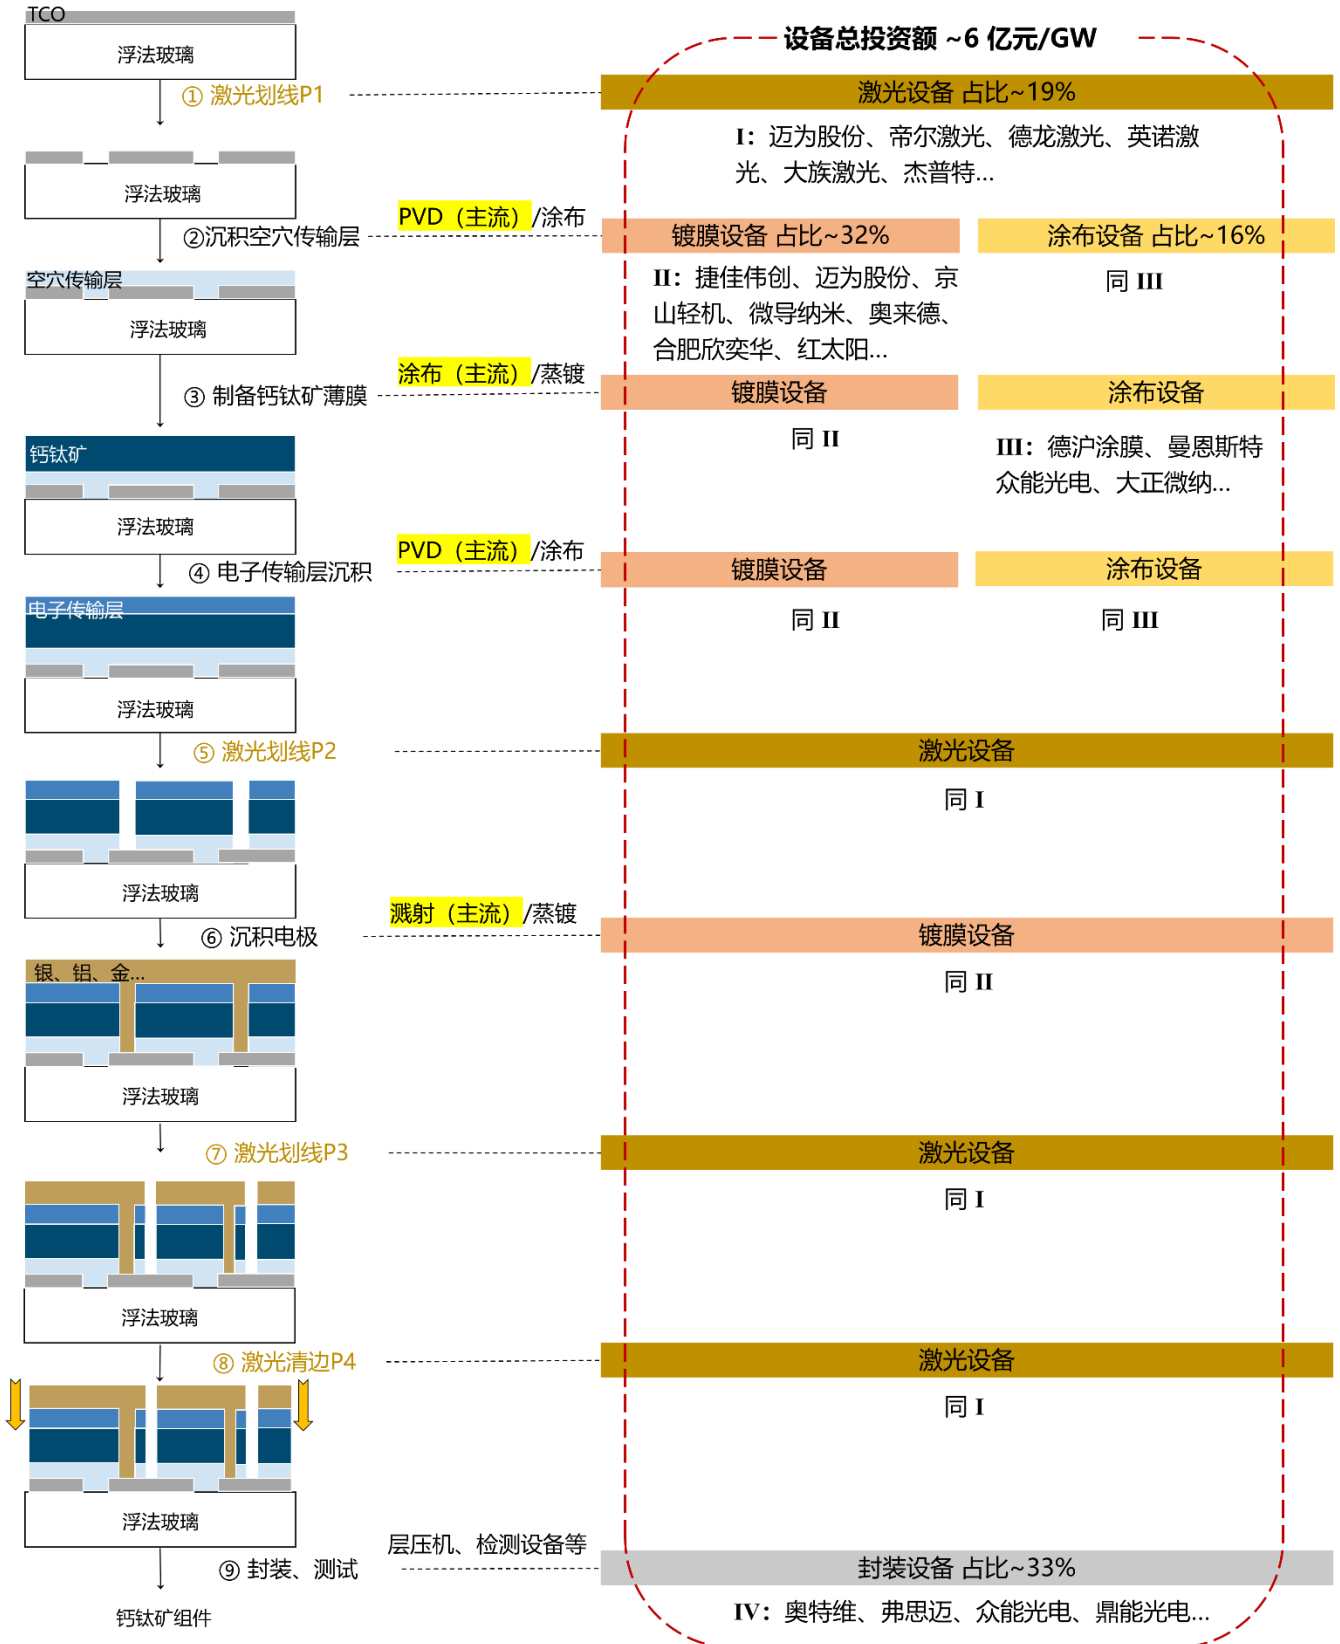 TCO
设备总投资额 ~6 亿元/GW
浮法玻璃
① 激光划线P1
激光设备 占比~19%
I：迈为股份、帝尔激光、德龙激光、英诺激
光、大族激光、杰普特...
浮法玻璃
PVD（主流）/涂布
②沉积空穴传输层
镀膜设备 占比~32%
涂布设备 占比~16%
空穴传输层
II：捷佳伟创、迈为股份、京
山轻机、微导纳米、奥来德、
合肥欣奕华、红太阳...
同 III
浮法玻璃
涂布（主流）/蒸镀
③ 制备钙钛矿薄膜
镀膜设备
涂布设备
同 II
III：德沪涂膜、曼恩斯特
众能光电、大正微纳...
钙钛矿
浮法玻璃
PVD（主流）/涂布
④ 电子传输层沉积
镀膜设备
涂布设备
电子传输层
同 II
同 III
浮法玻璃
⑤ 激光划线P2
激光设备
同 I
浮法玻璃
溅射（主流）/蒸镀
⑥ 沉积电极
镀膜设备
银、铝、金...
同 II
浮法玻璃
⑦ 激光划线P3
激光设备
同 I
浮法玻璃
⑧ 激光清边P4
激光设备
同 I
浮法玻璃
层压机、检测设备等
⑨ 封装、测试
封装设备 占比~33%
钙钛矿组件
IV：奥特维、弗思迈、众能光电、鼎能光电...